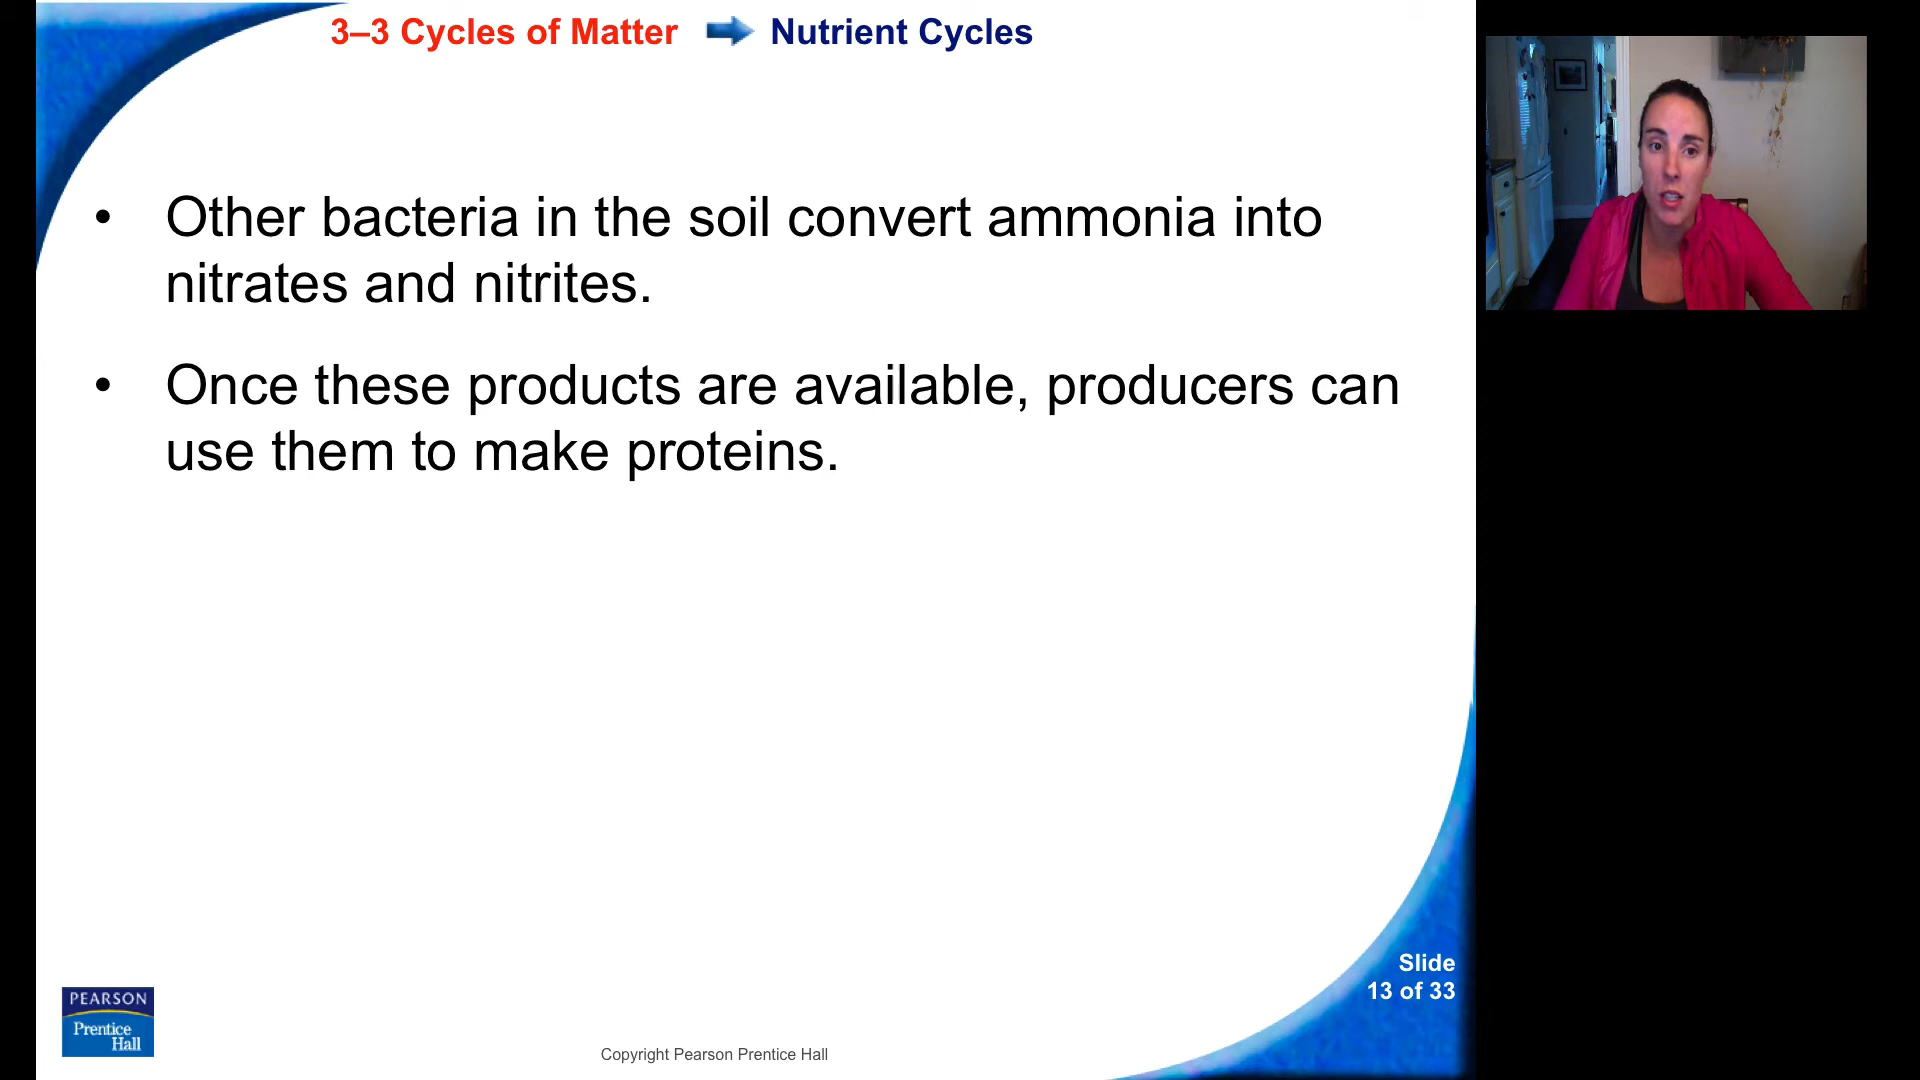 3–3 Cycles of Matter Nutrient Cycles
• Other bacteria in the soil convert ammonia into
nitrates and nitrites.
• Once these products are available, producers can
use them to make proteins.
Slide
13 of 33
PEARSON
Prentice
Hall
Copyright Pearson Prentice Hall